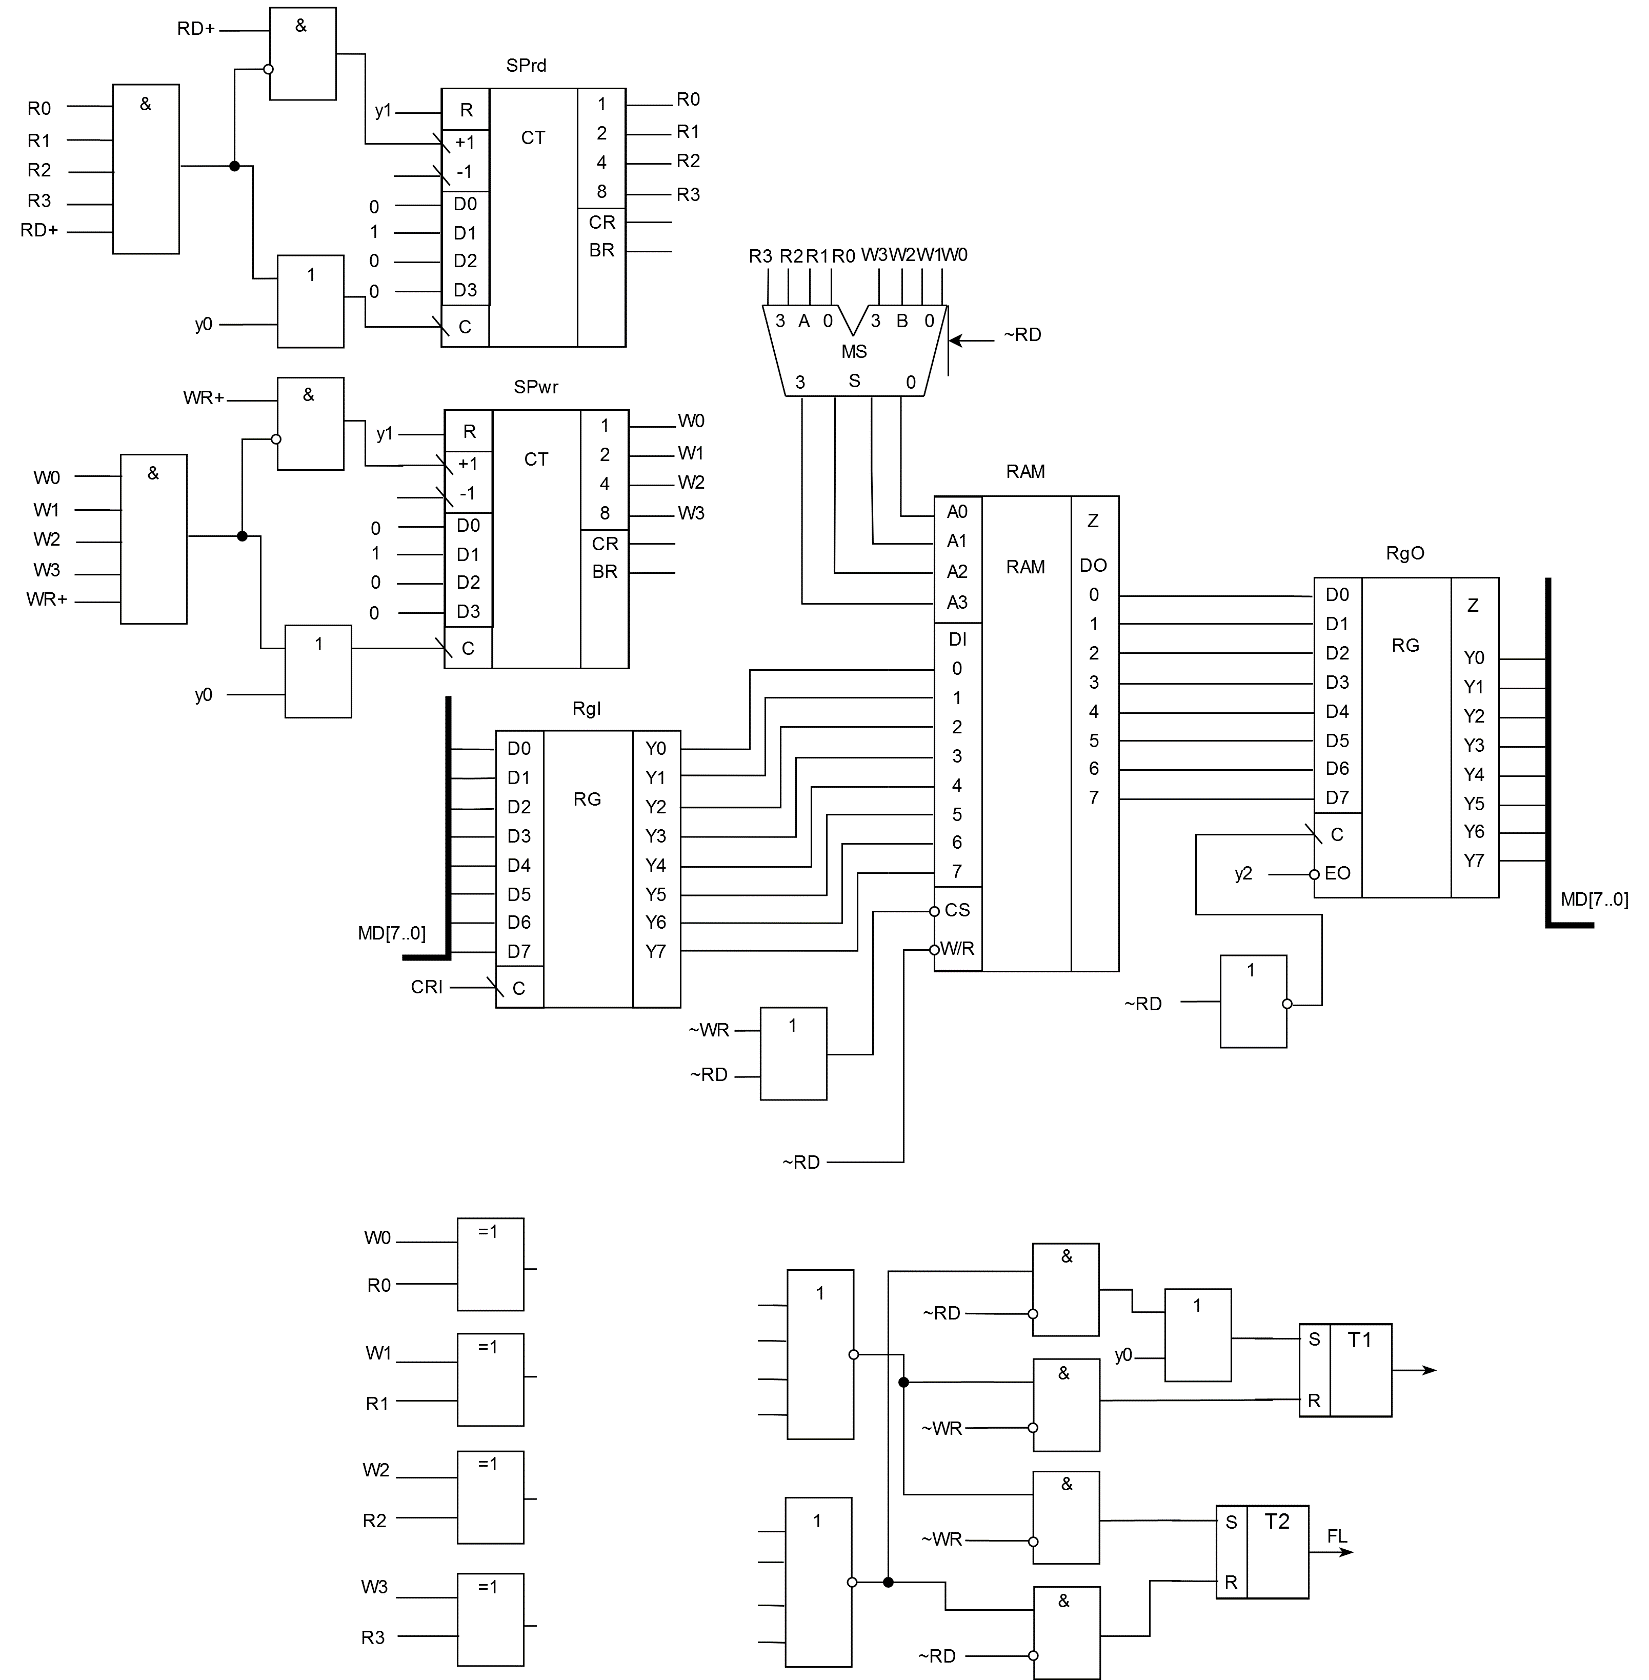 RD+
&
R0
R1
R2
R3
RD+
&
1
y0
SPrd
y1
R
+1
-1
0 D0
1 D1
0 D2
0 D3
C
CT
1 R0
2 R1
4 R2
8 R3
CR
BR
WR+
&
W0
W1
W2
W3
WR+
&
1
y0
SPwr
y1
R
+1
-1
0 D0
1 D1
0 D2
0 D3
C
CT
1 W0
2 W1
4 W2
8 W3
CR
BR
R3 R2 R1 R0 W3 W2 W1 W0
3 A 0 3 B 0
MS
3 S 0
~RD
RAM
A0
A1
A2
A3
DI
0
1
2
3
4
5
6
7
CS
W/R
RAM
Z
DO
0
1
2
3
4
5
6
7
RgO
D0
D1
D2
D3
D4
D5
D6
D7
C
y2 EO
RG
Z
Y0
Y1
Y2
Y3
Y4
Y5
Y6
Y7
MD[7..0]
~RD
1
RgI
D0
D1
D2
D3
D4
D5
D6
D7
MD[7..0]
CRI C
RG
Y0
Y1
Y2
Y3
Y4
Y5
Y6
Y7
~WR
~RD
1
~RD
W0
R0
=1
W1
R1
=1
W2
R2
=1
W3
R3
=1
1
1
&
~RD
&
~WR
1
y0
S T1
R
&
~WR
&
~RD
S T2
R
FL